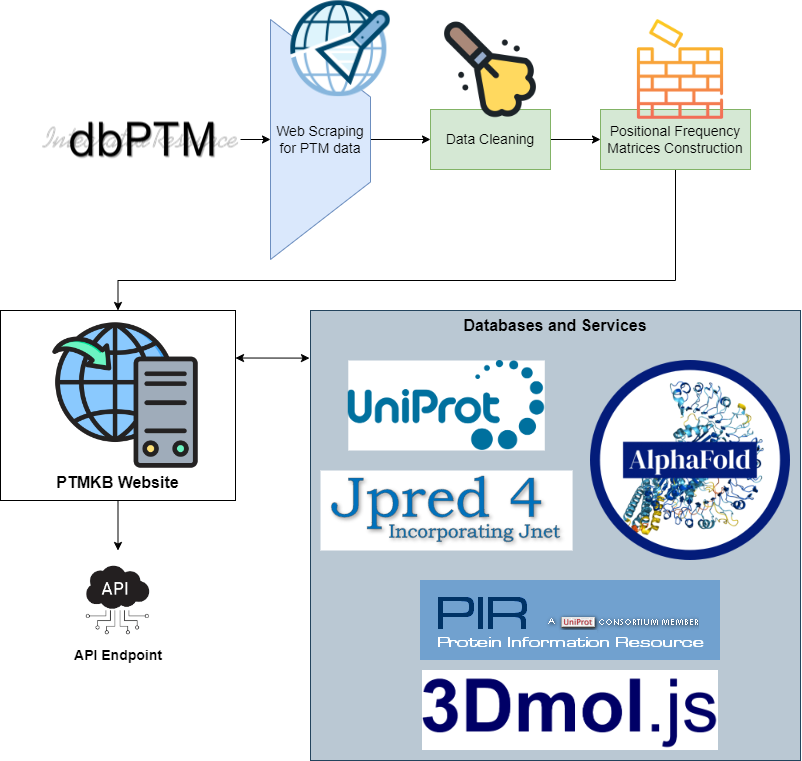 Integrated Resource
dbPTM
Web Scraping
for PTM data
Data Cleaning
Positional Frequency
Matrices Construction
PTMKB Website
API
API Endpoint
Databases and Services
UniProt
AlphaFold
Jpred 4
Incorporating Jnet
PIR A UniProt CONSORTIUM MEMBER
Protein Information Resource
3Dmol.js